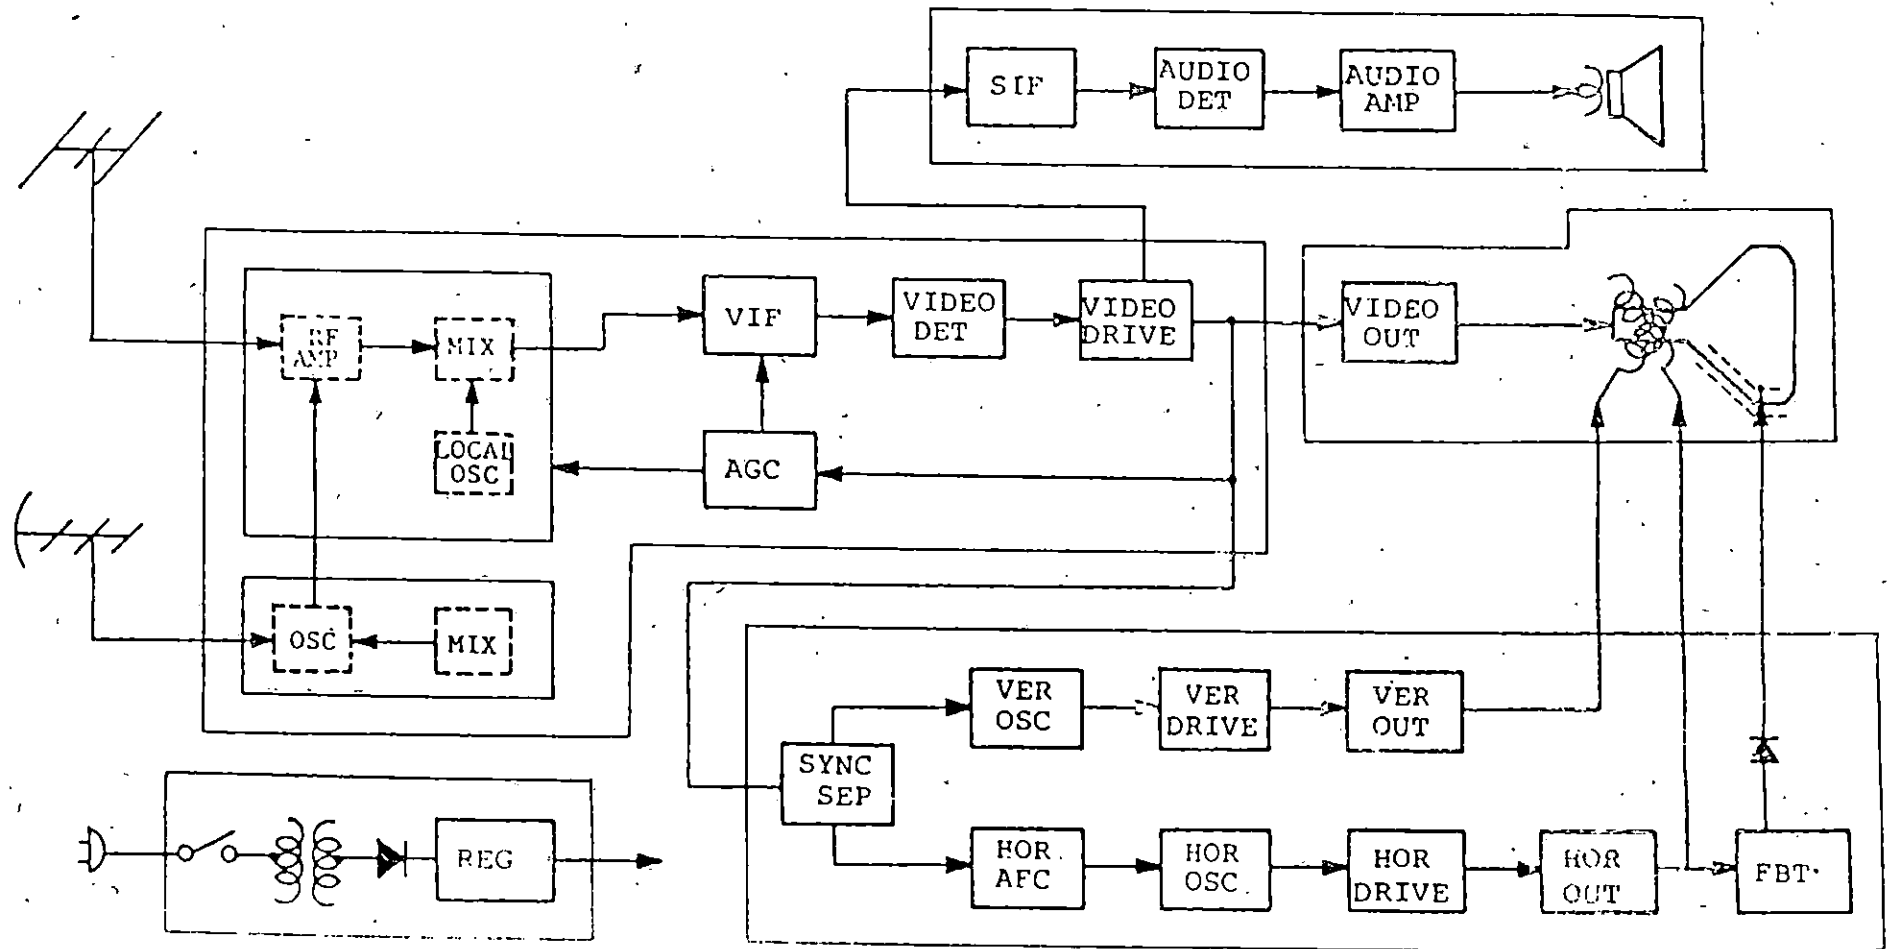 SIF
AUDIO
DET
AUDIO
AMP
RF
AMP
MIX
LOCAL
OSC
VIF
VIDEO
DET
VIDEO
DRIVE
VIDEO
OUT
AGC
OSC
MIX
VER
OSC
VER
DRIVE
VER
OUT
SYNC
SEP
HOR
AFC
HOR
OSC
HOR
DRIVE
HOR
OUT
FBT
REG